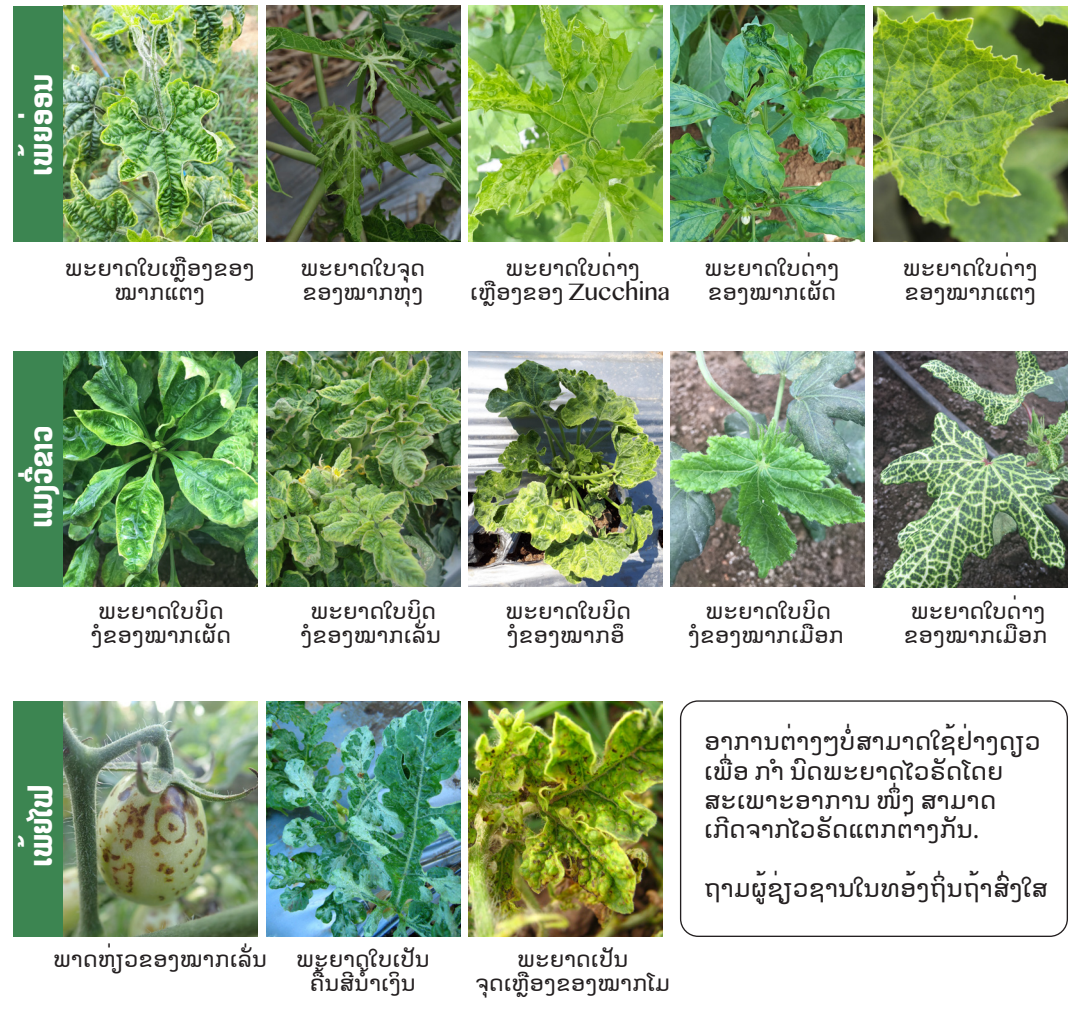 ເພ້ຍອ່ອນ
ພະຍາດໃບເຫຼືອງຂອງ
ໝາກແຕງ
ພະຍາດໃບຈຸດ
ຂອງໝາກຫຸ່ງ
ພະຍາດໃບດ່າງ
ເຫຼືອງຂອງ Zucchina
ພະຍາດໃບດ່າງ
ຂອງໝາກເຜັດ
ພະຍາດໃບດ່າງ
ຂອງໝາກແຕງ
ແມງວີ່ຂາວ
ພະຍາດໃບບິດ
ງໍຂອງໝາກເຜັດ
ພະຍາດໃບບິດ
ງໍຂອງໝາກເລັ່ນ
ພະຍາດໃບບິດ
ງໍຂອງໝາກອຶ
ພະຍາດໃບບິດ
ງໍຂອງໝາກເມືອກ
ພະຍາດໃບດ່າງ
ຂອງໝາກເມືອກ
ເພ້ຍໄຟ
ພາດຫ່ຽວຂອງໝາກເລັ່ນ
ພະຍາດໃບເປັນ
ຄື້ນສີນ້ຳເງິນ
ພະຍາດເປັນ
ຈຸດເຫຼືອງຂອງໝາກໂມ
ອາການຕ່າງໆບໍ່ສາມາດໃຊ້ຢ່າງດຽວ
ເພື່ອ ກຳ ນົດພະຍາດໄວຣັດໂດຍ
ສະເພາະອາການ ໜຶ່ງ ສາມາດ
ເກີດຈາກໄວຣັດແຕກຕ່າງກັນ.
ຖາມຜູ້ຊ່ຽວຊານໃນທອ້ງຖິ່ນຖ້າສົ່ງໃສ